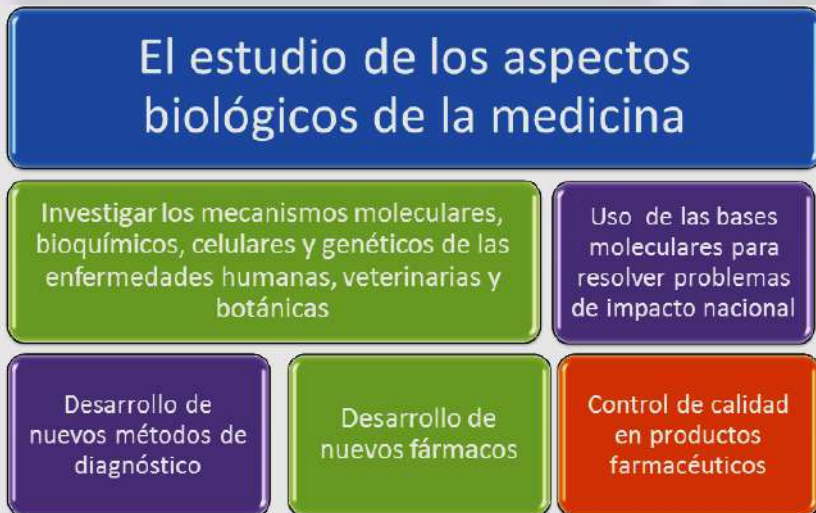 El estudio de los aspectos
biológicos de la medicina
Investigar los mecanismos moleculares,
bioquímicos, celulares y genéticos de las
enfermedades humanas, veterinarias y
botánicas
Uso de las bases
moleculares para
resolver problemas
de impacto nacional
Desarrollo de
nuevos métodos de
diagnóstico
Desarrollo de
nuevos fármacos
Control de calidad
en productos
farmacéuticos